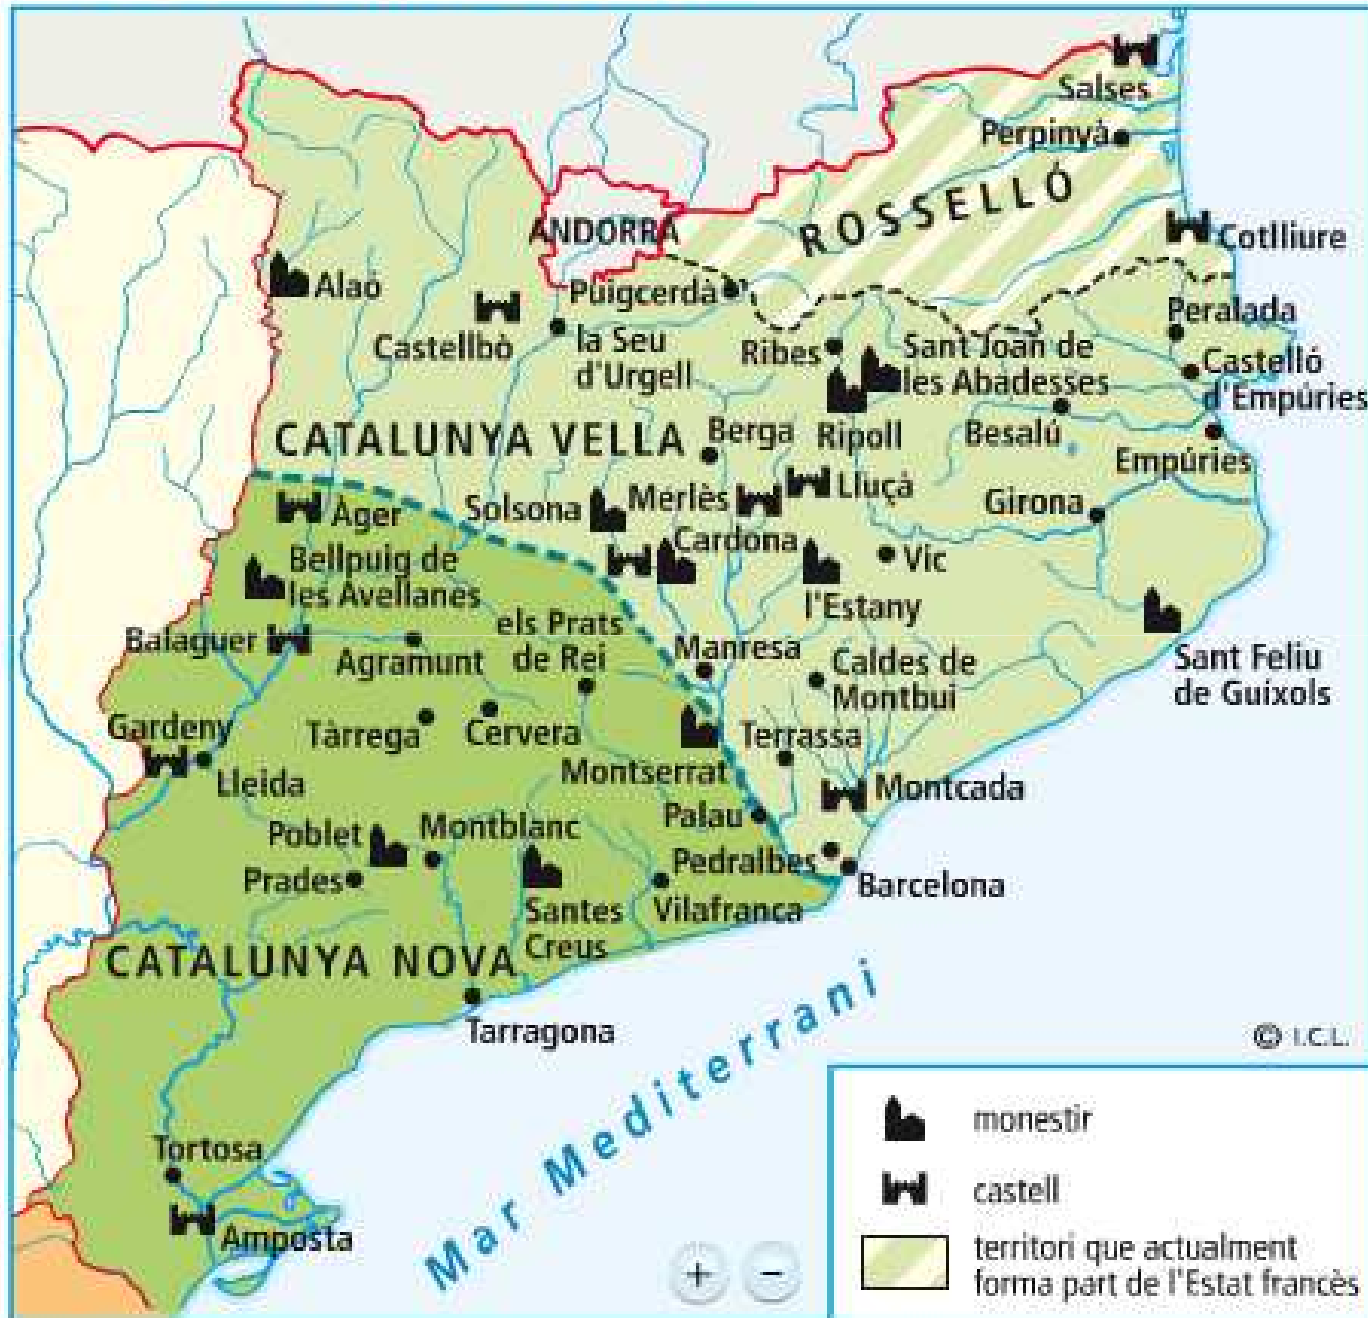 Salses
Perpinyà
ROSSELLÓ
ANDORRA
Cotlliure
Alaó
Puigcerdà
Peralada
Castellbò
la Seu
d'Urgell
Ribes
Sant Joan de
les Abadesses
Castelló
d'Empúries
CATALUNYA VELLA
Berga
Ripoll
Besalú
Empúries
Àger
Solsona
Merlès
Lluçà
Girona
Cardona
Vic
Bellpuig de
les Avellanes
l'Estany
els Prats
de Rei
Balaguer
Agramunt
Manresa
Caldes de
Montbui
Sant Feliu
de Guixols
Gardeny
Tàrrega
Cervera
Terrassa
Lleida
Montserrat
Montcada
Palau
Poblet
Montblanc
Pedralbes
Prades
Barcelona
Santes
Creus
Vilafranca
CATALUNYA NOVA
Tarragona
Mar Mediterrani
© I.C.L.
Tortosa
Amposta
+ −
monestir
castell
territori que actualment
forma part de l'Estat francès